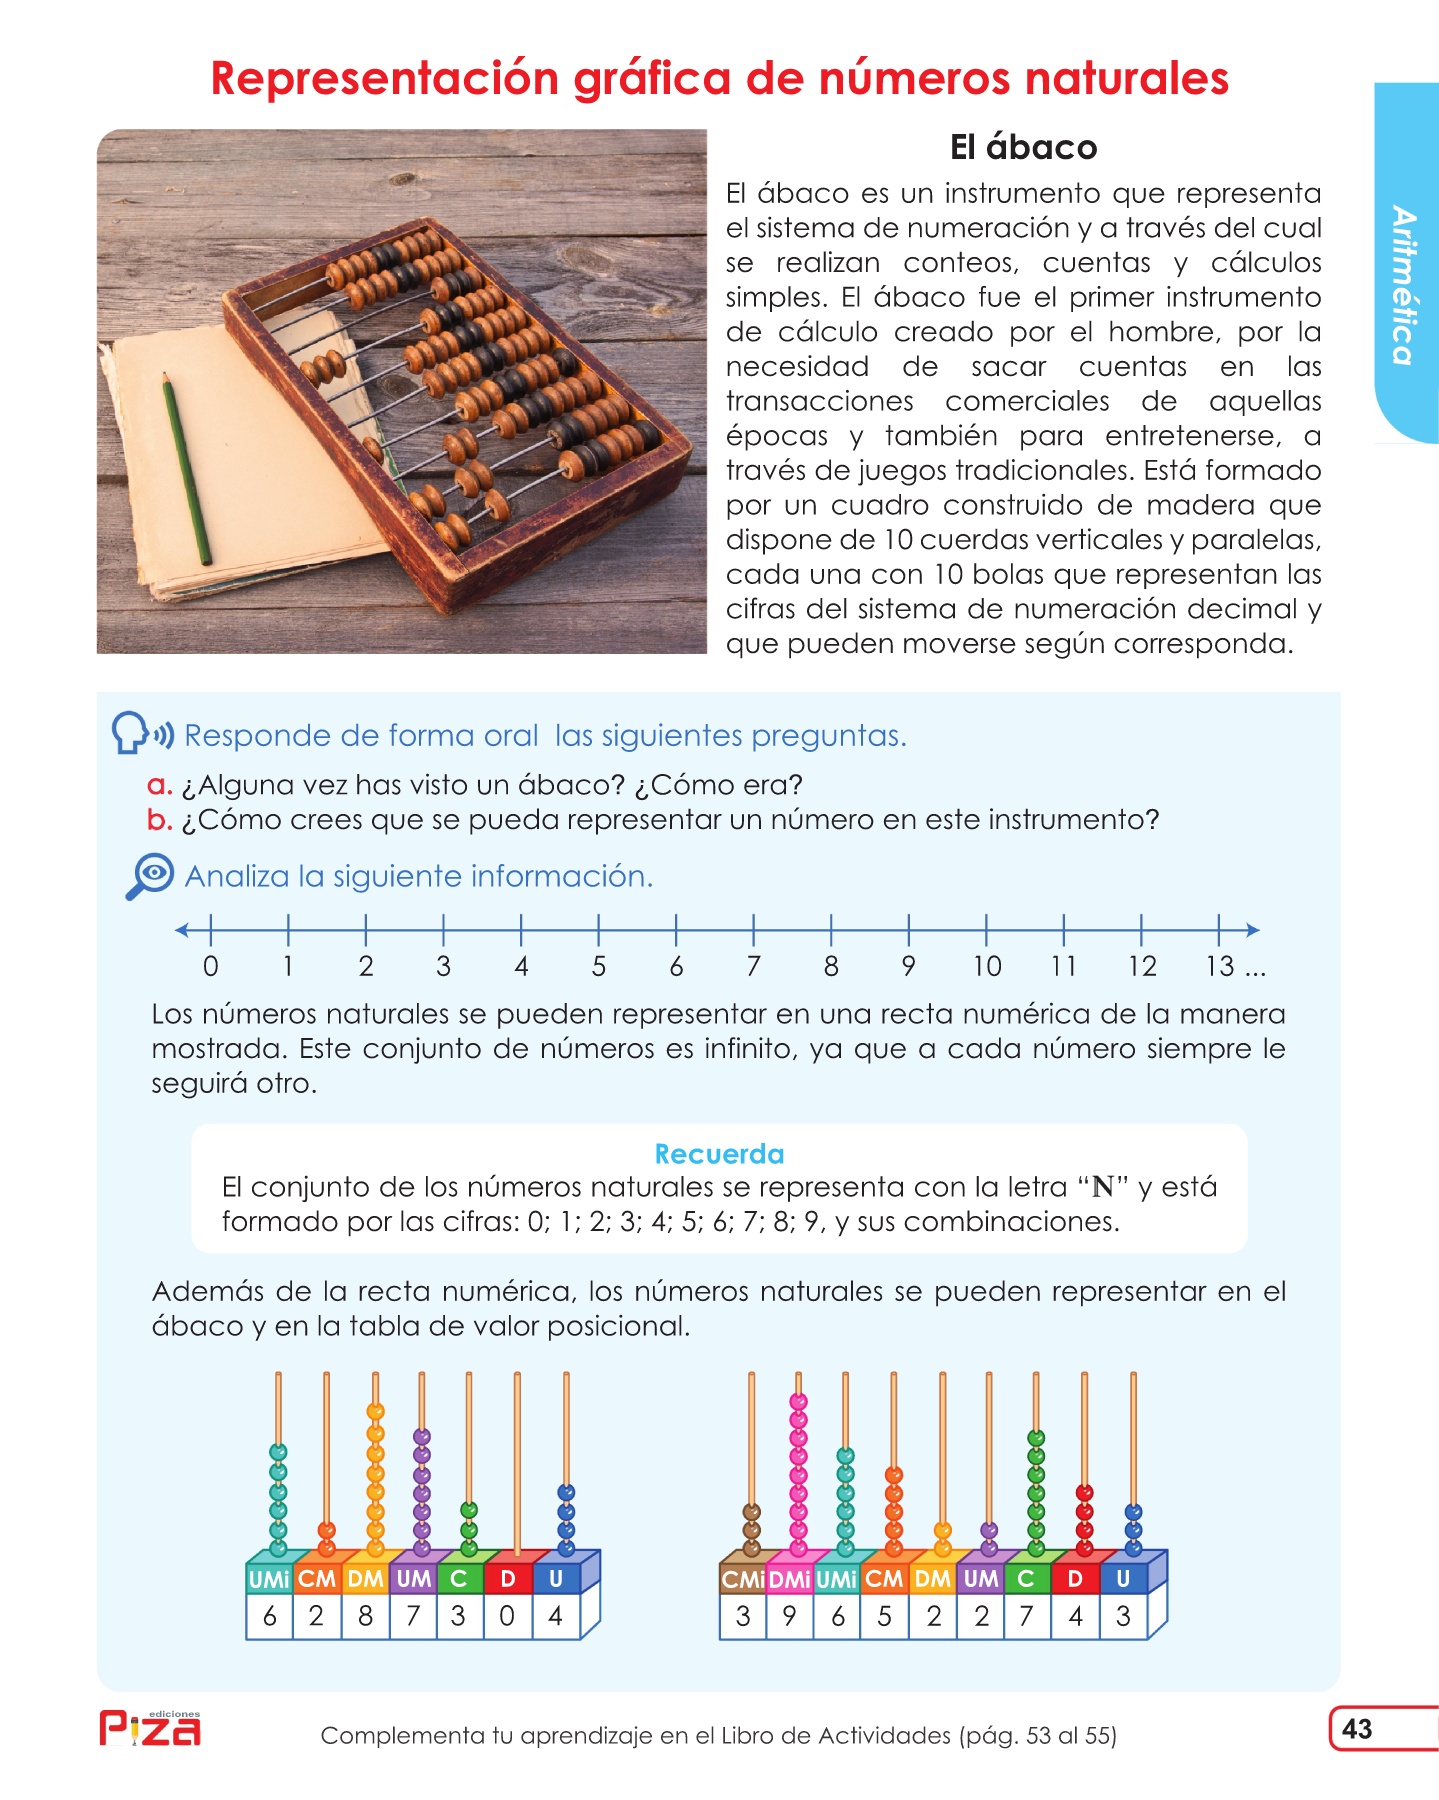 Representación gráfica de números naturales
Aritmética
El ábaco
El ábaco es un instrumento que representa
el sistema de numeración y a través del cual
se realizan conteos, cuentas y cálculos
simples. El ábaco fue el primer instrumento
de cálculo creado por el hombre, por la
necesidad de sacar cuentas en las
transacciones comerciales de aquellas
épocas y también para entretenerse, a
través de juegos tradicionales. Está formado
por un cuadro construido de madera que
dispone de 10 cuerdas verticales y paralelas,
cada una con 10 bolas que representan las
cifras del sistema de numeración decimal y
que pueden moverse según corresponda.
Responde de forma oral las siguientes preguntas.
a. ¿Alguna vez has visto un ábaco? ¿Cómo era?
b. ¿Cómo crees que se pueda representar un número en este instrumento?
Analiza la siguiente información.
0 1 2 3 4 5 6 7 8 9 10 11 12 13 ...
Los números naturales se pueden representar en una recta numérica de la manera
mostrada. Este conjunto de números es infinito, ya que a cada número siempre le
seguirá otro.
Recuerda
El conjunto de los números naturales se representa con la letra “N” y está
formado por las cifras: 0; 1; 2; 3; 4; 5; 6; 7; 8; 9, y sus combinaciones.
Además de la recta numérica, los números naturales se pueden representar en el
ábaco y en la tabla de valor posicional.
UMi CM DM UM C D U
6 2 8 7 3 0 4
CMi DMi UMi CM DM UM C D U
3 9 6 5 2 2 7 4 3
ediciones
Piza
Complementa tu aprendizaje en el Libro de Actividades (pág. 53 al 55)
43